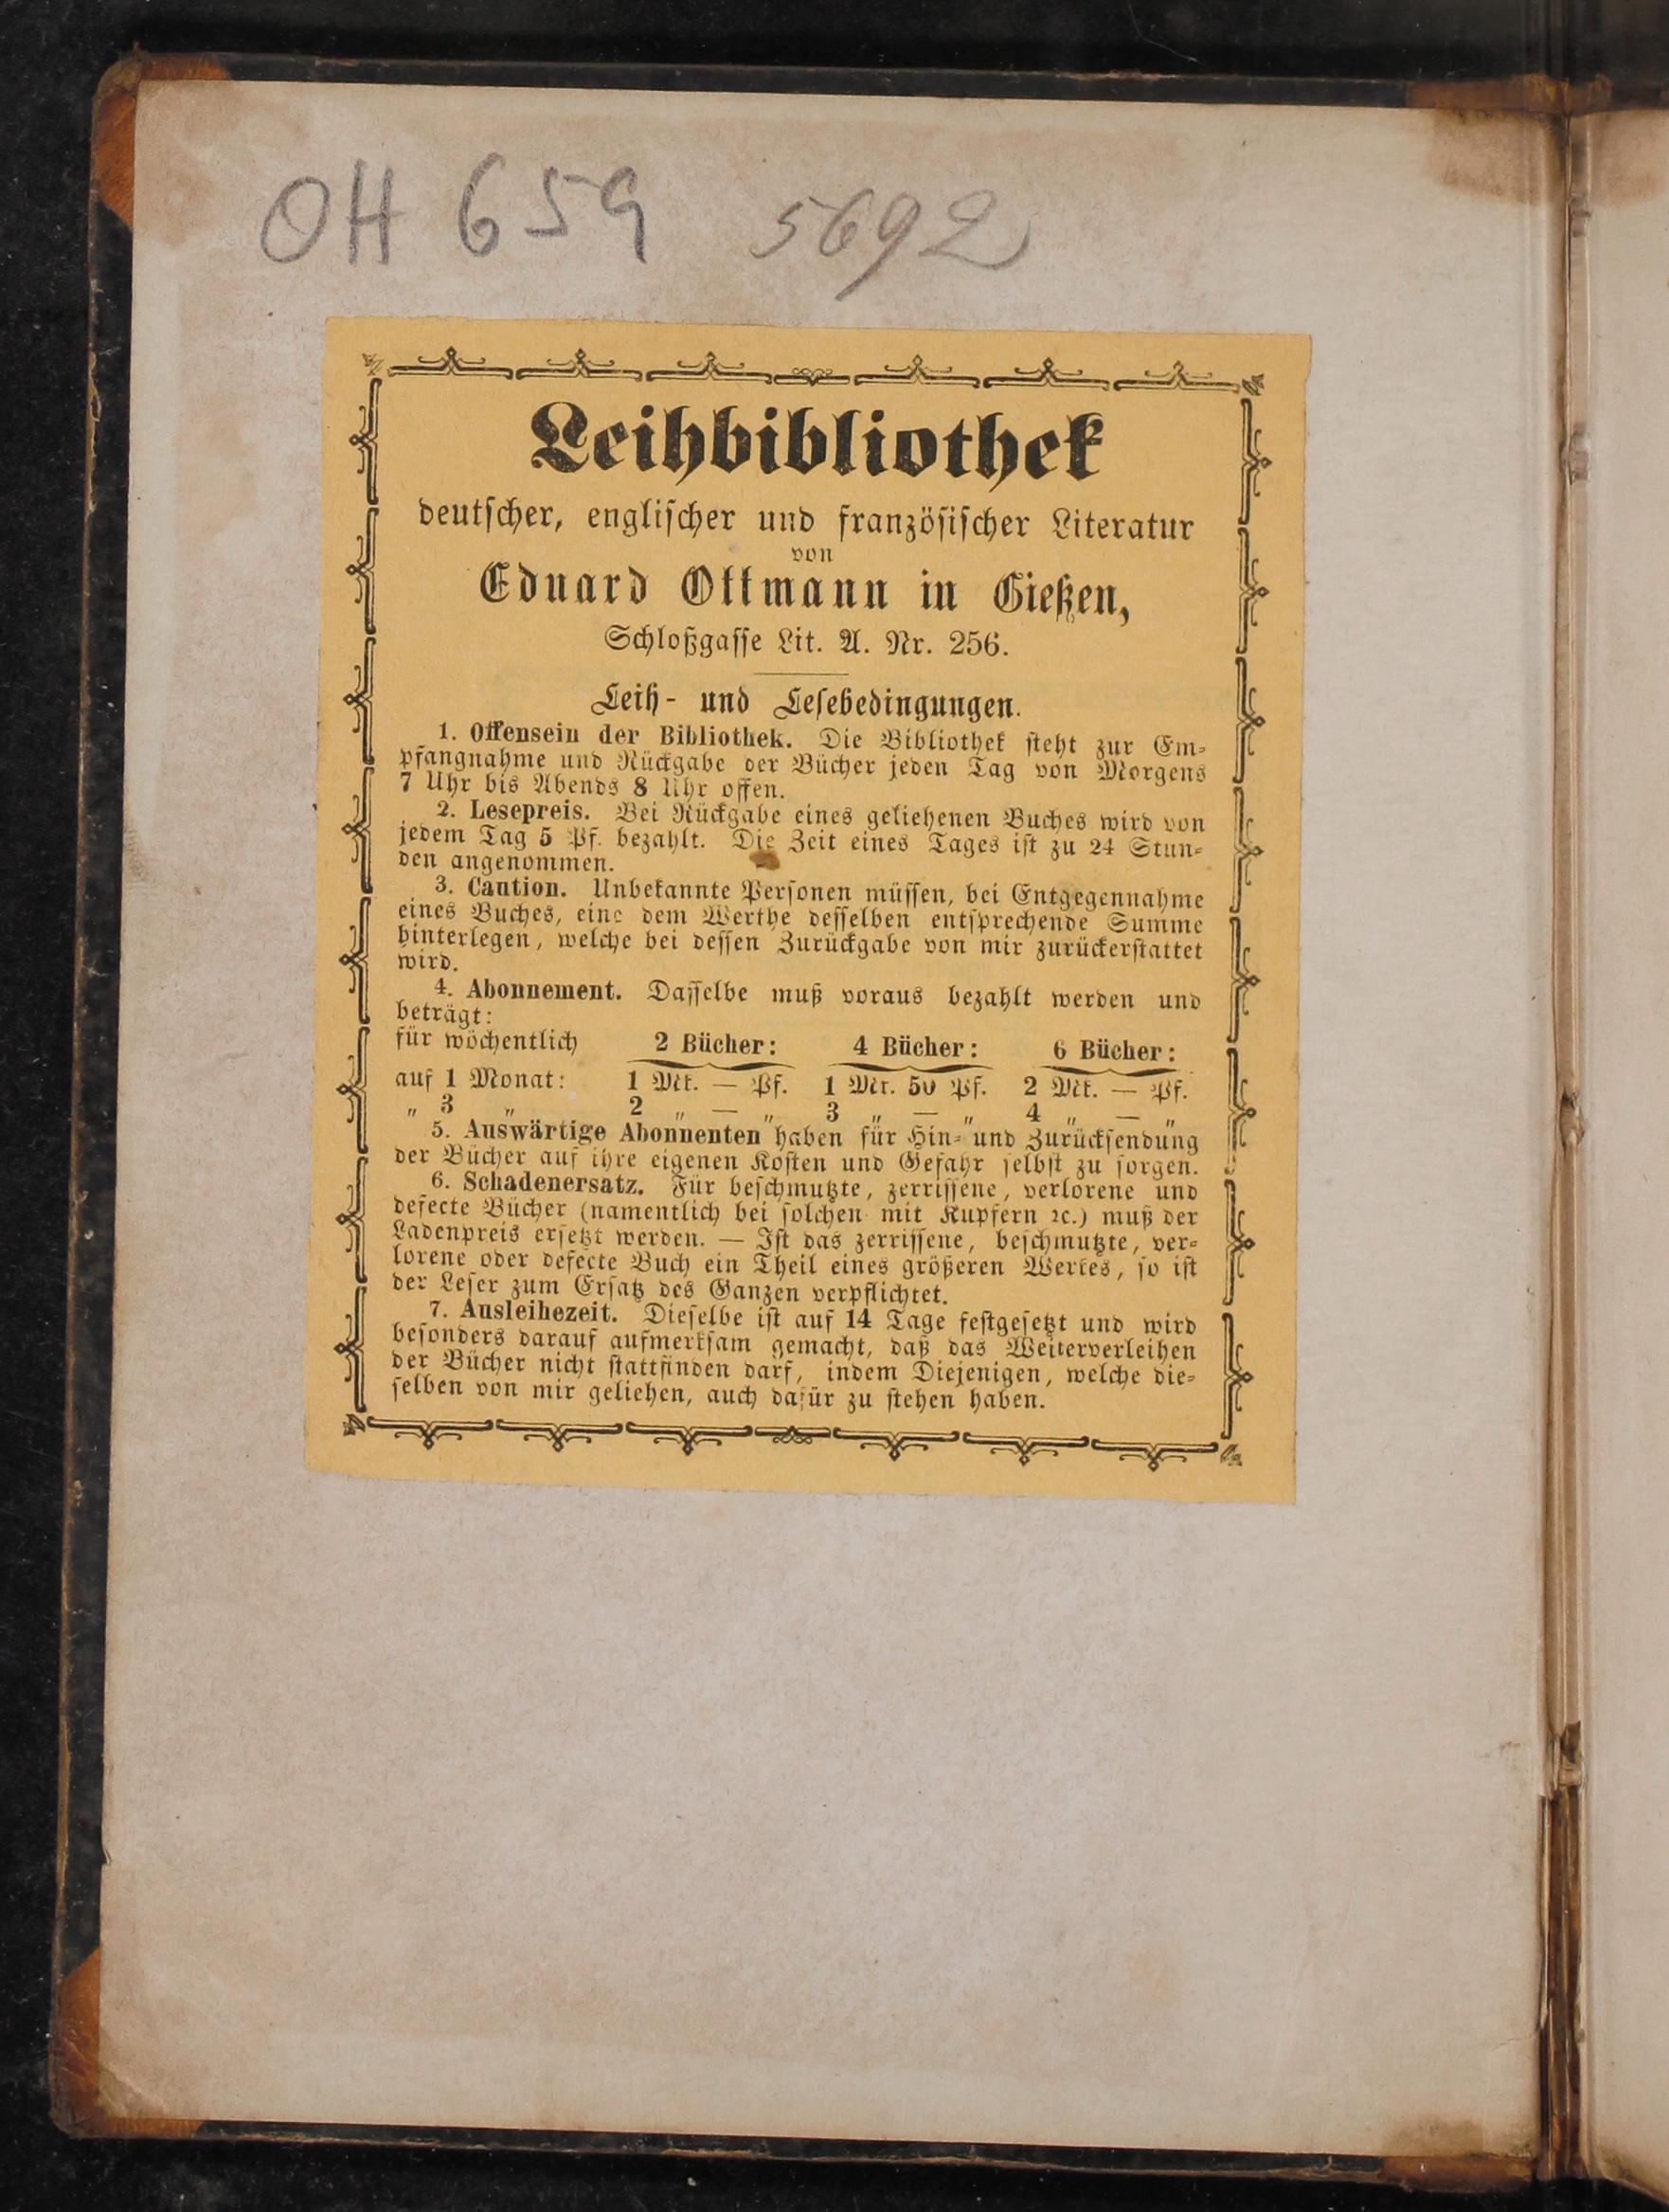 OH 659 5692
Leihbibliothek
deutscher, englischer und französischer Literatur
von
Eduard Ottmann in Gießen,
Schloßgasse Lit. A. Nr. 256.
Leih- und Lesebedingungen.
1. Offensein der Bibliothek. Die Bibliothek steht zur Em-
pfangnahme und Rückgabe der Bücher jeden Tag von Morgens
7 Uhr bis Abends 8 Uhr offen.
2. Lesepreis. Bei Rückgabe eines geliehenen Buches wird von
jedem Tag 5 Pf. bezahlt. Die Zeit eines Tages ist zu 24 Stun-
den angenommen.
3. Caution. Unbekannte Personen müssen, bei Entgegennahme
eines Buches, eine dem Werthe desselben entsprechende Summe
hinterlegen, welche bei dessen Zurückgabe von mir zurückerstattet
wird.
4. Abonnement. Dasselbe muß voraus bezahlt werden und
beträgt:
für wöchentlich 2 Bücher: 4 Bücher: 6 Bücher:
auf 1 Monat: 1 Mk. — Pf. 1 Mk. 50 Pf. 2 Mk. — Pf.
„ 3 „ 2 „ — „ 3 „ — „ 4 „ — „
5. Auswärtige Abonnenten haben für Hin- und Zurücksendung
der Bücher auf ihre eigenen Kosten und Gefahr selbst zu sorgen.
6. Schadenersatz. Für beschmutzte, zerrissene, verlorene und
defecte Bücher (namentlich bei solchen mit Kupfern ꝛc.) muß der
Ladenpreis ersetzt werden. — Ist das zerrissene, beschmutzte, ver-
lorene oder defecte Buch ein Theil eines größeren Werkes, so ist
der Leser zum Ersatz des Ganzen verpflichtet.
7. Ausleihezeit. Dieselbe ist auf 14 Tage festgesetzt und wird
besonders darauf aufmerksam gemacht, daß das Weiterverleihen
der Bücher nicht stattfinden darf, indem Diejenigen, welche die-
selben von mir geliehen, auch dafür zu stehen haben.